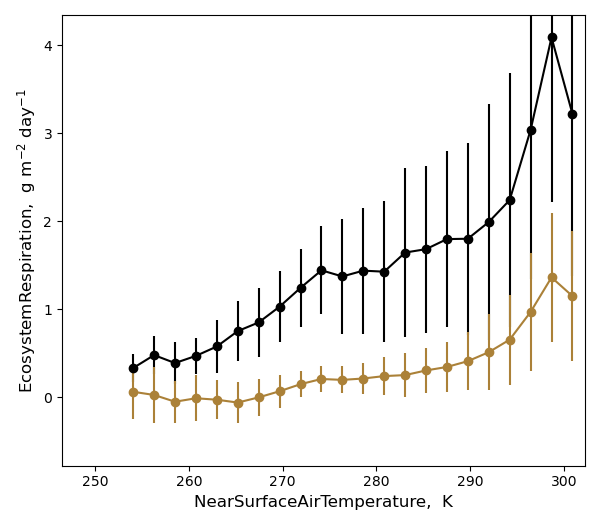 EcosystemRespiration, g m⁻² day⁻¹
4
3
2
1
0
250 260 270 280 290 300
NearSurfaceAirTemperature, K